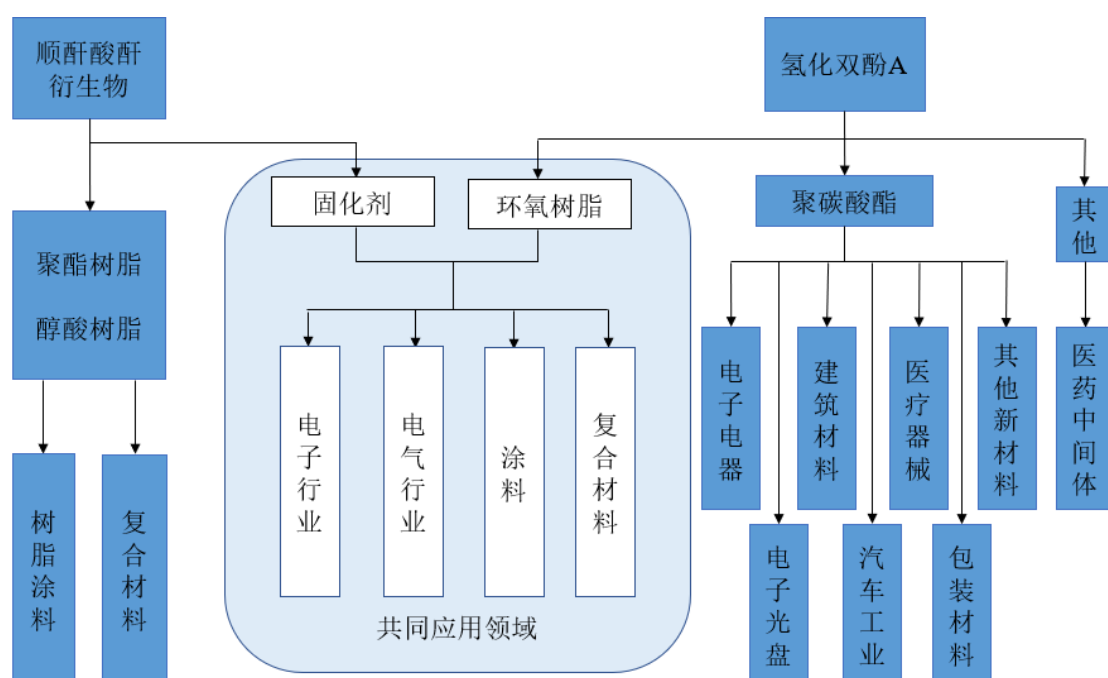 顺酐酸酐
衍生物
氢化双酚A
固化剂
环氧树脂
聚碳酸酯
其他
聚酯树脂
醇酸树脂
电子行业
电气行业
涂料
复合材料
电子电器
建筑材料
医疗器械
其他新材料
医药中间体
树脂涂料
复合材料
电子光盘
汽车工业
包装材料
共同应用领域